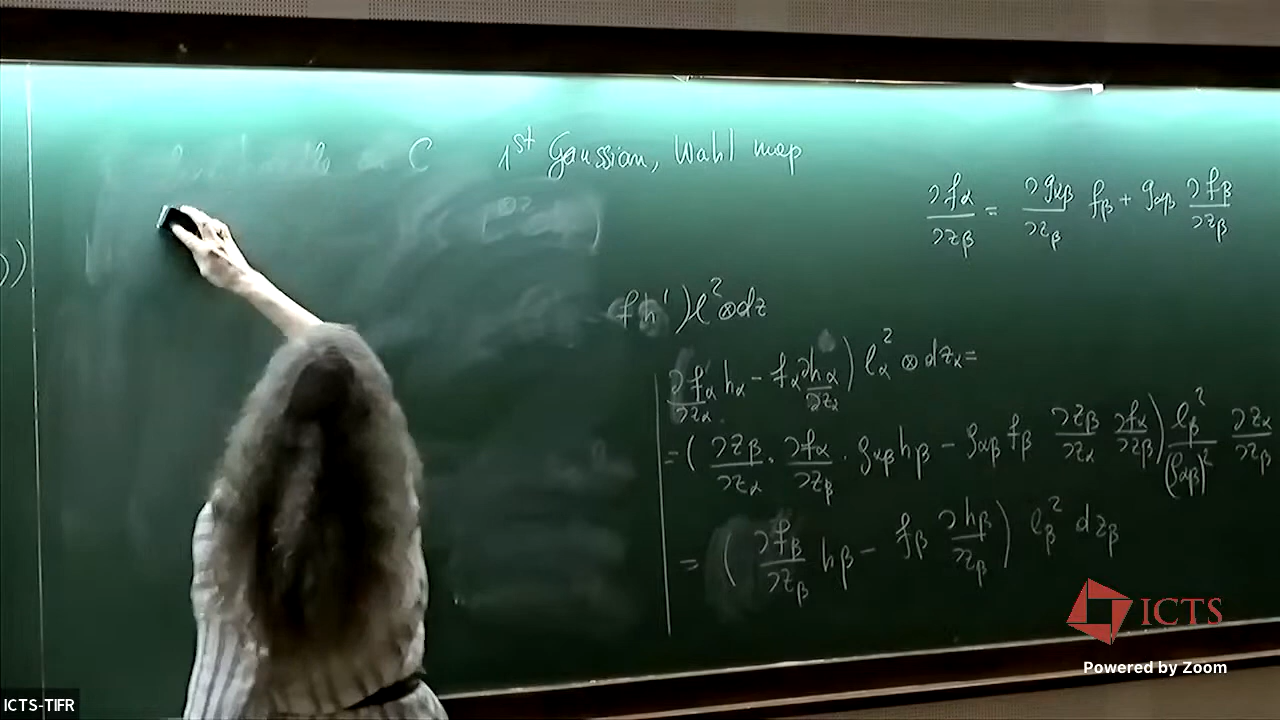 C 1st Gaussian, Wahl map
∂fα/∂zβ = ∂gαβ/∂zβ fβ + gαβ ∂fβ/∂zβ
))
⊗2
fh')l² ⊗ dz
∂fα/∂zα hα - fα ∂hα/∂zα) lα² ⊗ dzα =
= ( ∂zβ/∂zα · ∂fα/∂zβ · gαβ hβ - gαβ fβ ∂zβ/∂zα ∂fα/∂zβ) lβ²/(gαβ)² ∂zα/∂zβ
= ( ∂fβ/∂zβ hβ - fβ ∂hβ/∂zβ) lβ² dzβ
ICTS
Powered by Zoom
ICTS-TIFR